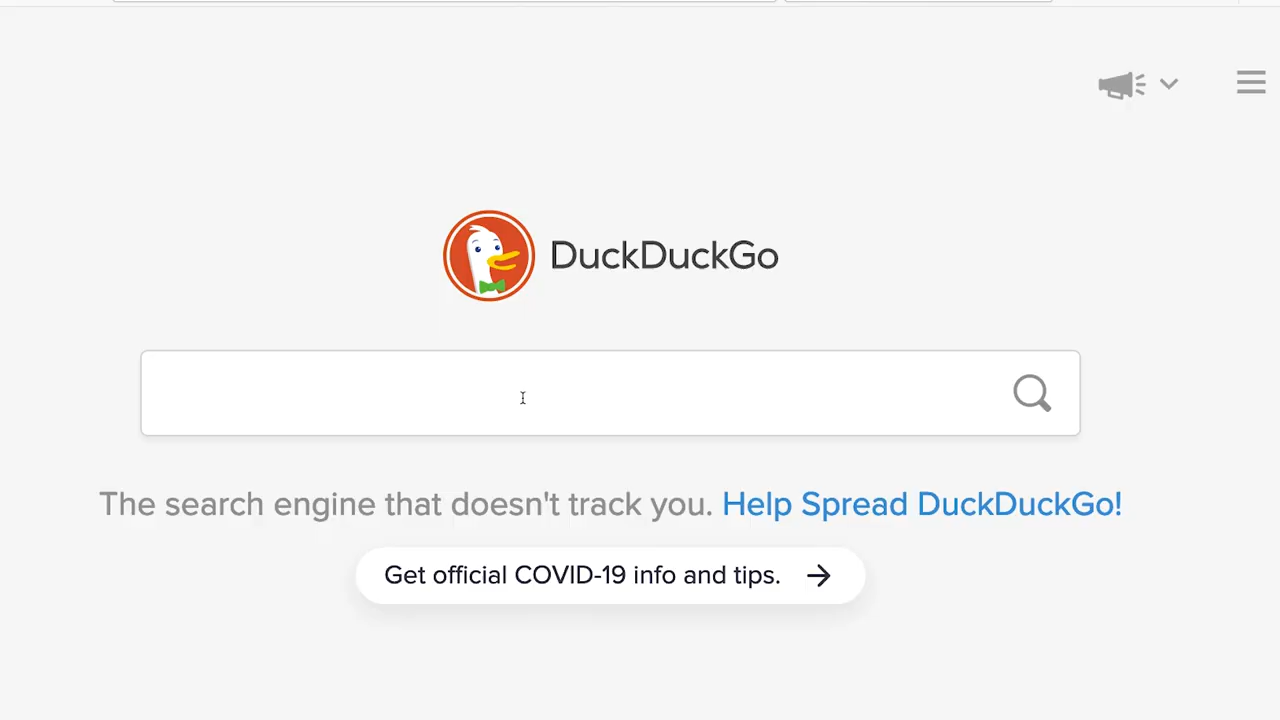 DuckDuckGo
The search engine that doesn't track you. Help Spread DuckDuckGo!
Get official COVID-19 info and tips.